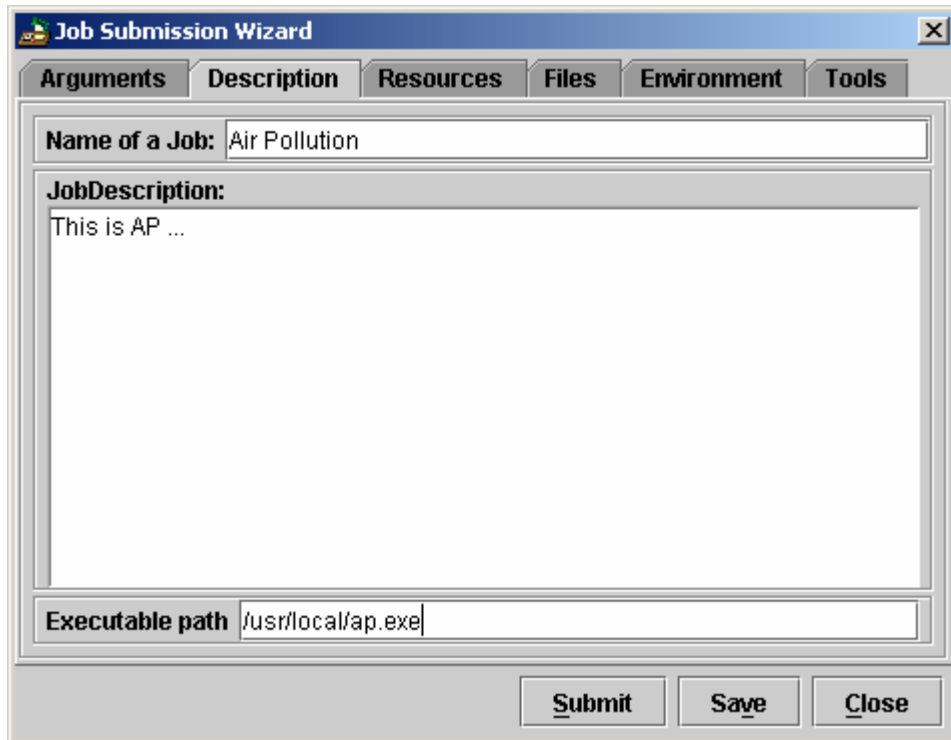 Job Submission Wizard
Arguments Description Resources Files Environment Tools
Name of a Job: Air Pollution
JobDescription:
This is AP ...
Executable path /usr/local/ap.exe
Submit Save Close